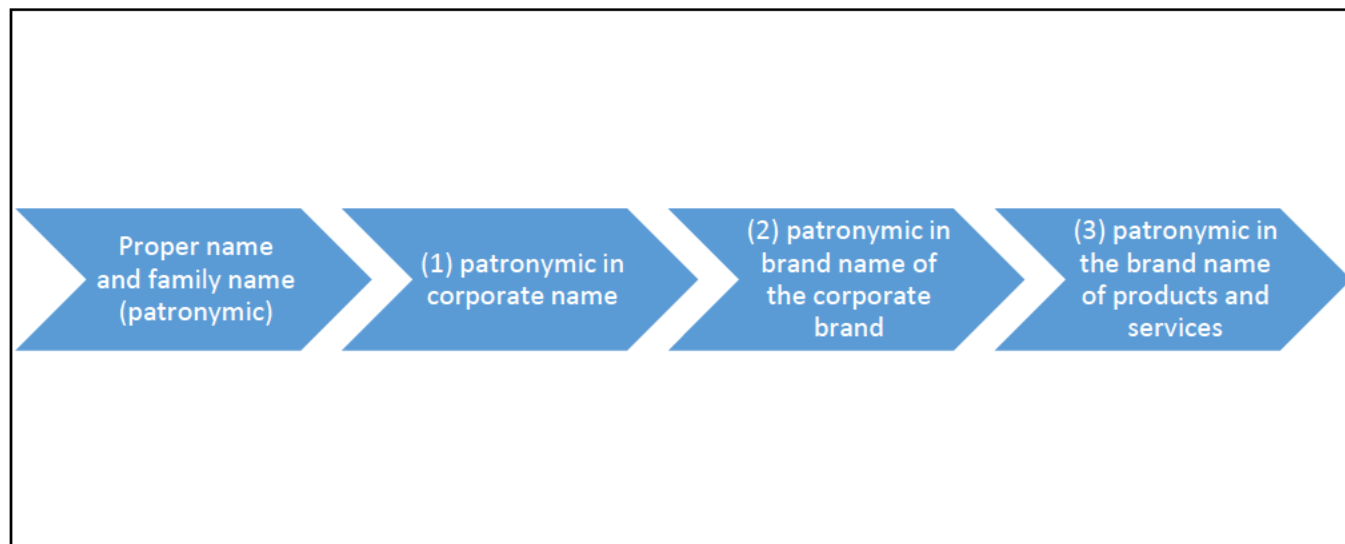 Proper name
and family name
(patronymic)
(1) patronymic in
corporate name
(2) patronymic in
brand name of
the corporate
brand
(3) patronymic in
the brand name
of products and
services